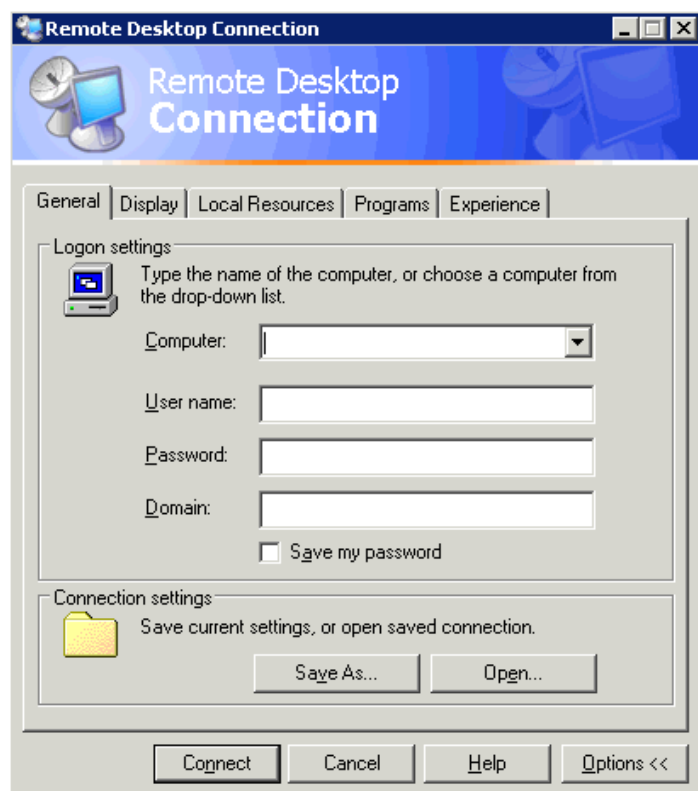 Remote Desktop Connection
Remote Desktop
Connection
General Display Local Resources Programs Experience
Logon settings
Type the name of the computer, or choose a computer from
the drop-down list.
Computer:
User name:
Password:
Domain:
Save my password
Connection settings
Save current settings, or open saved connection.
Save As... Open...
Connect Cancel Help Options <<